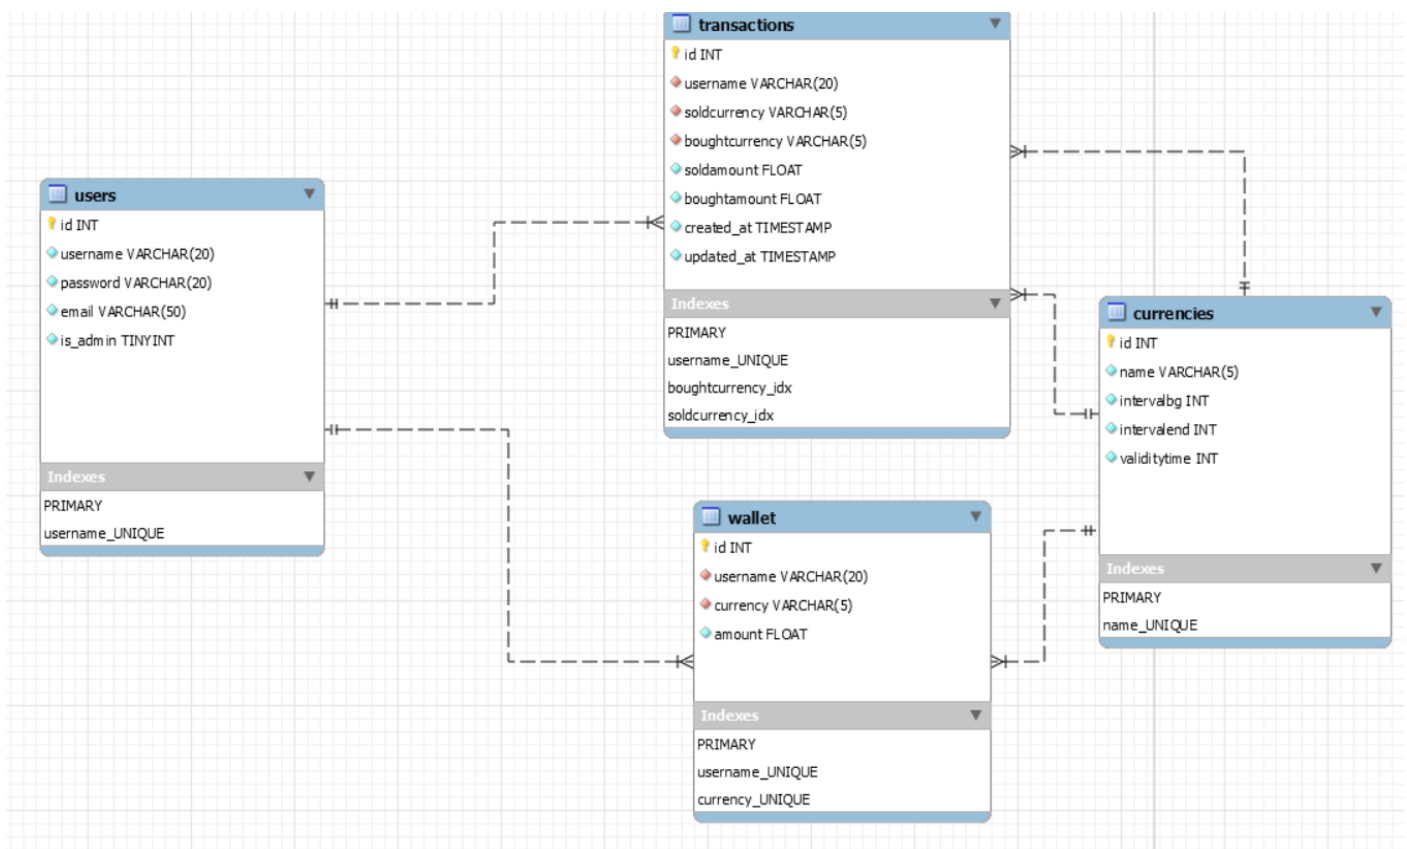 transactions
id INT
username VARCHAR(20)
soldcurrency VARCHAR(5)
boughtcurrency VARCHAR(5)
soldamount FLOAT
boughtamount FLOAT
created_at TIMESTAMP
updated_at TIMESTAMP
Indexes
PRIMARY
username_UNIQUE
boughtcurrency_idx
soldcurrency_idx
users
id INT
username VARCHAR(20)
password VARCHAR(20)
email VARCHAR(50)
is_admin TINYINT
Indexes
PRIMARY
username_UNIQUE
currencies
id INT
name VARCHAR(5)
intervalbg INT
intervalend INT
validitytime INT
Indexes
PRIMARY
name_UNIQUE
wallet
id INT
username VARCHAR(20)
currency VARCHAR(5)
amount FLOAT
Indexes
PRIMARY
username_UNIQUE
currency_UNIQUE